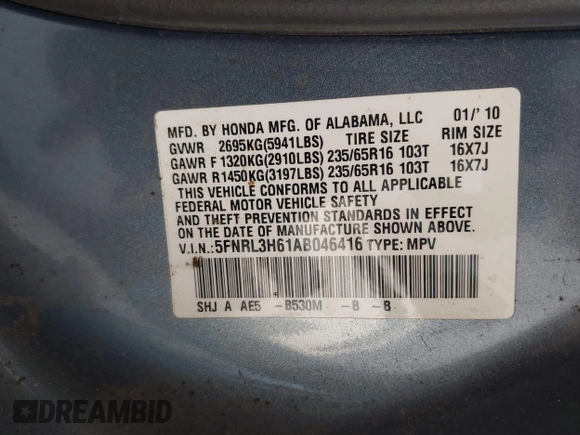 MFD. BY HONDA MFG. OF ALABAMA, LLC 01/'10
GVWR 2695KG(5941LBS) TIRE SIZE RIM SIZE
GAWR F 1320KG(2910LBS) 235/65R16 103T 16X7J
GAWR R1450KG(3197LBS) 235/65R16 103T 16X7J
THIS VEHICLE CONFORMS TO ALL APPLICABLE
FEDERAL MOTOR VEHICLE SAFETY
AND THEFT PREVENTION STANDARDS IN EFFECT
ON THE DATE OF MANUFACTURE SHOWN ABOVE.
V.I.N.: 5FNRL3H61AB046416 TYPE: MPV
SHJ A AE5 -B530M -B -B
DREAMBID